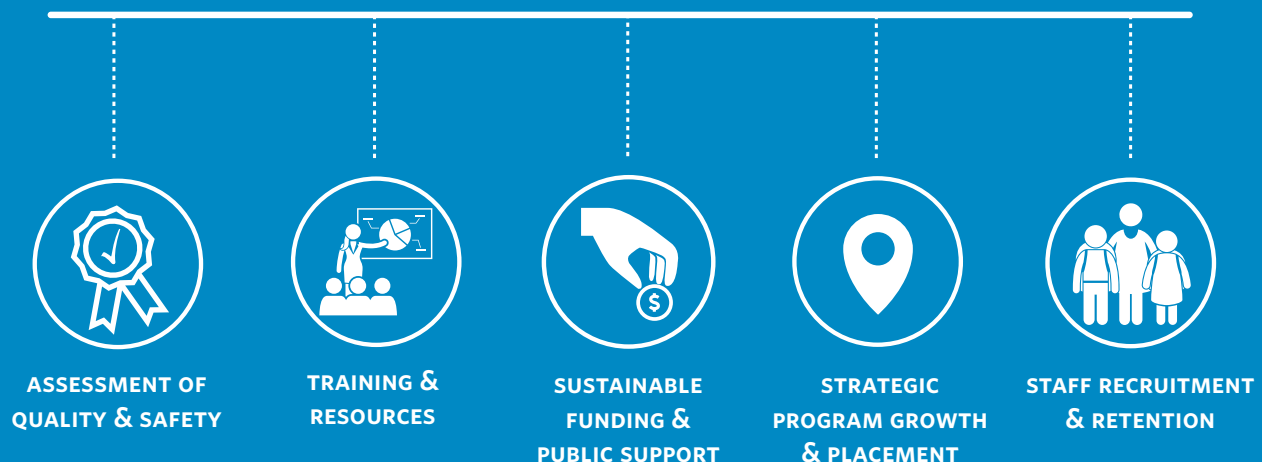 $
ASSESSMENT OF
QUALITY & SAFETY
TRAINING &
RESOURCES
SUSTAINABLE
FUNDING &
PUBLIC SUPPORT
STRATEGIC
PROGRAM GROWTH
& PLACEMENT
STAFF RECRUITMENT
& RETENTION